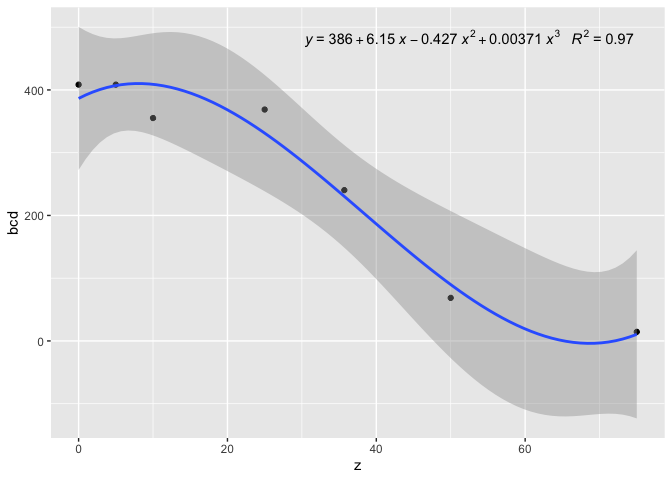 y = 386 + 6.15 x − 0.427 x² + 0.00371 x³   R² = 0.97
400
200
0
bcd
0 20 40 60
z